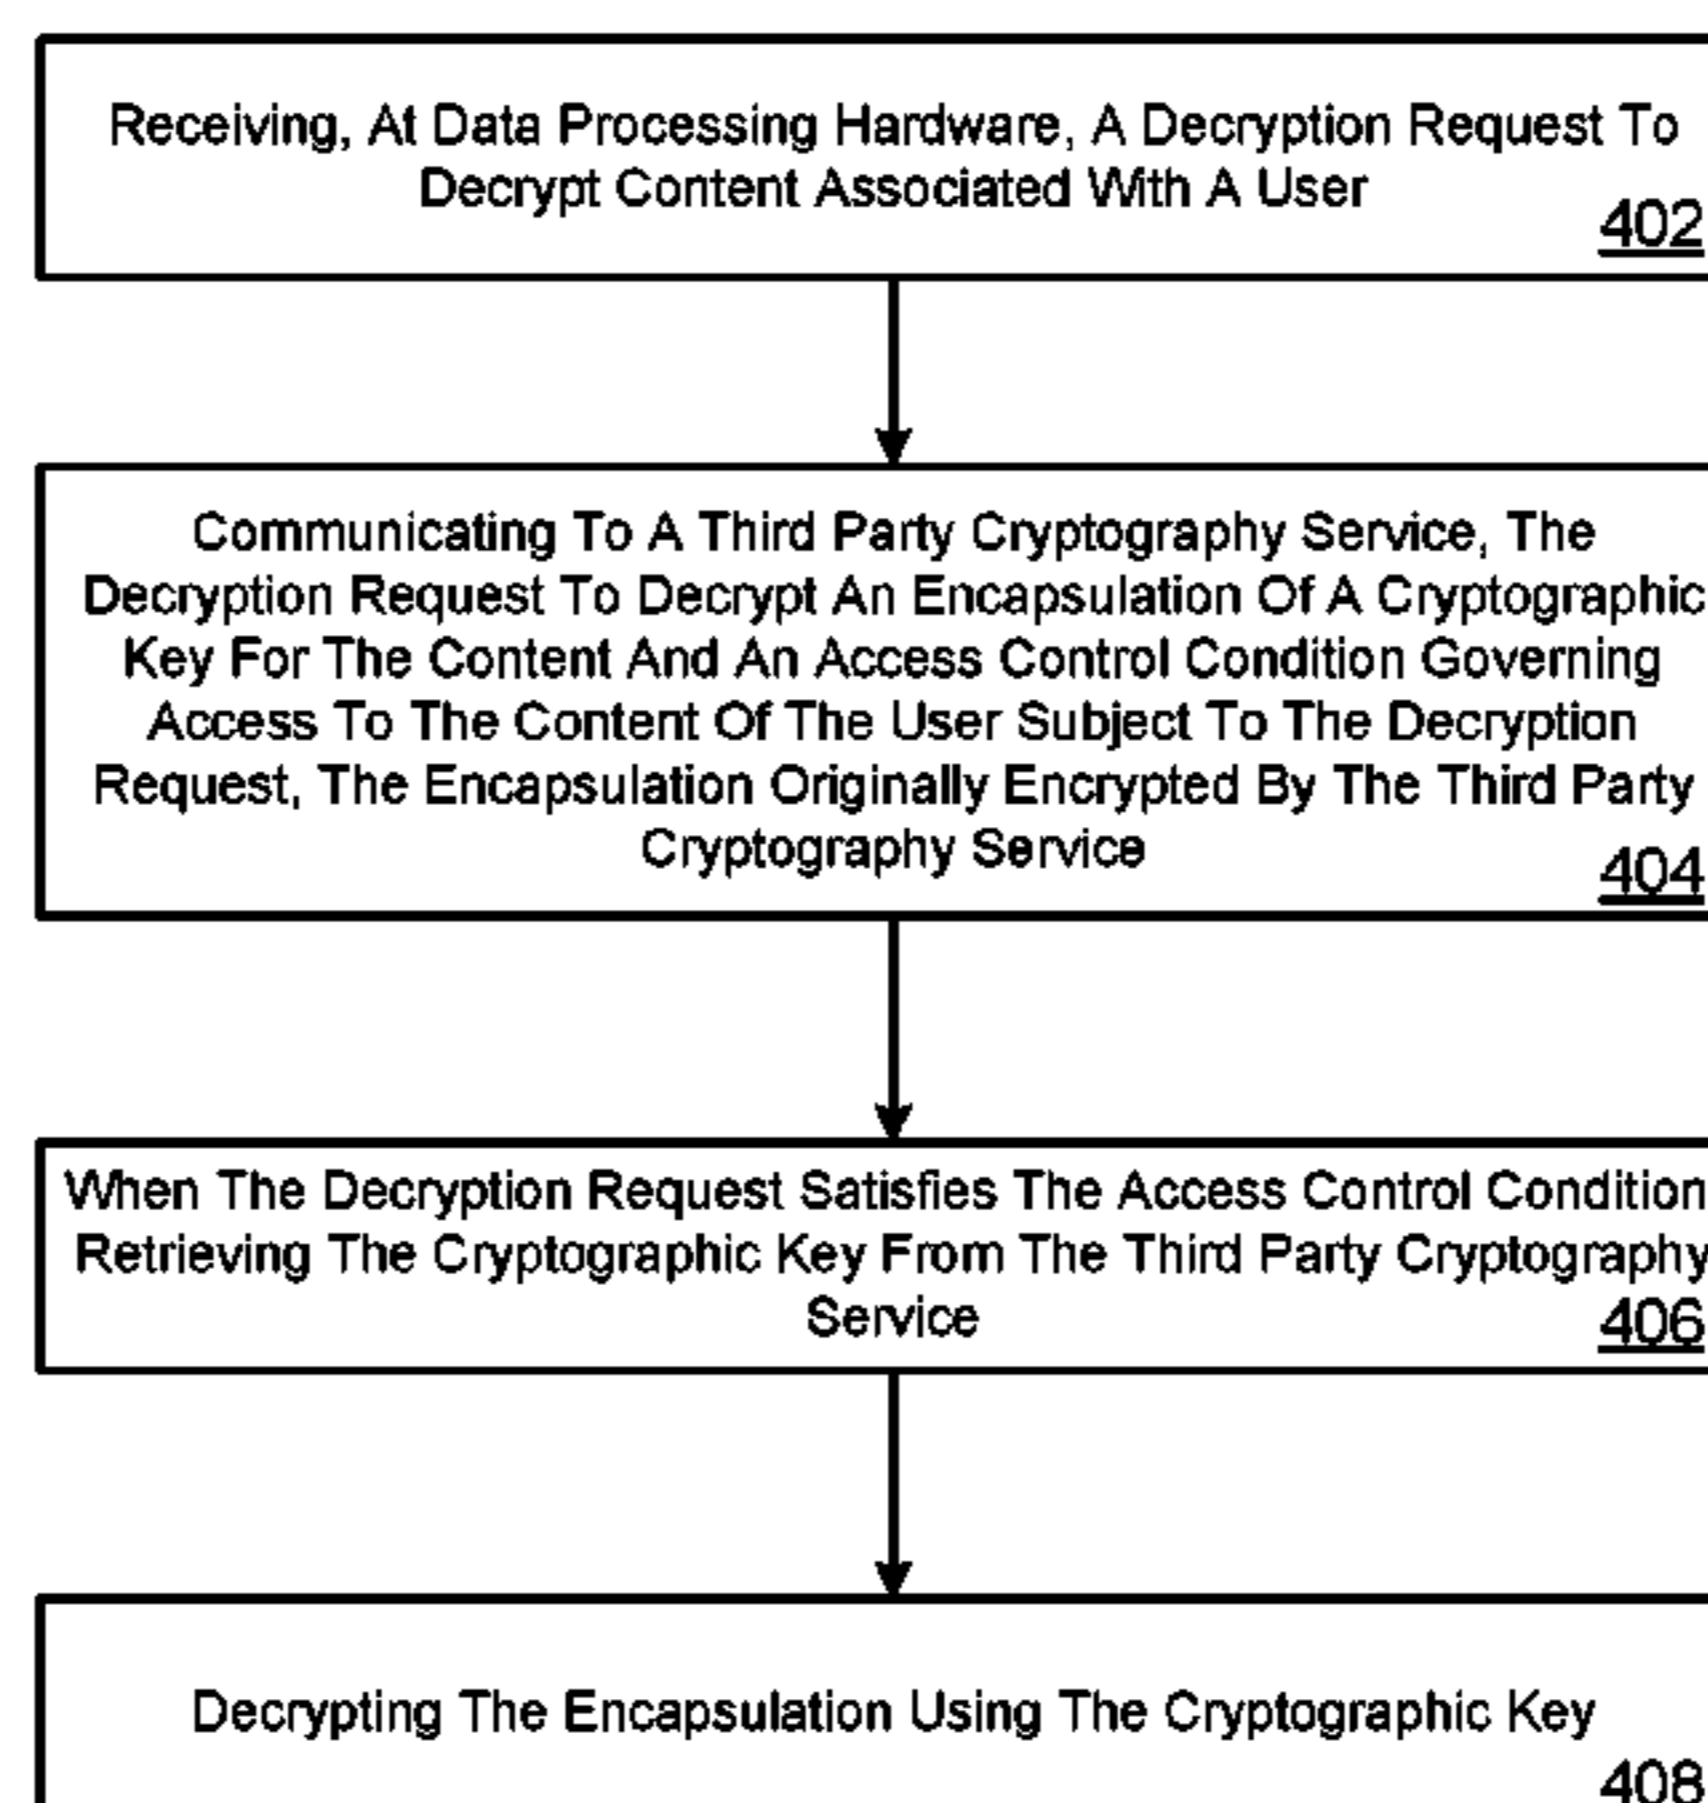 Receiving, At Data Processing Hardware, A Decryption Request To
Decrypt Content Associated With A User
402
Communicating To A Third Party Cryptography Service, The
Decryption Request To Decrypt An Encapsulation Of A Cryptographic
Key For The Content And An Access Control Condition Governing
Access To The Content Of The User Subject To The Decryption
Request, The Encapsulation Originally Encrypted By The Third Party
Cryptography Service
404
When The Decryption Request Satisfies The Access Control Condition
Retrieving The Cryptographic Key From The Third Party Cryptography
Service
406
Decrypting The Encapsulation Using The Cryptographic Key
408